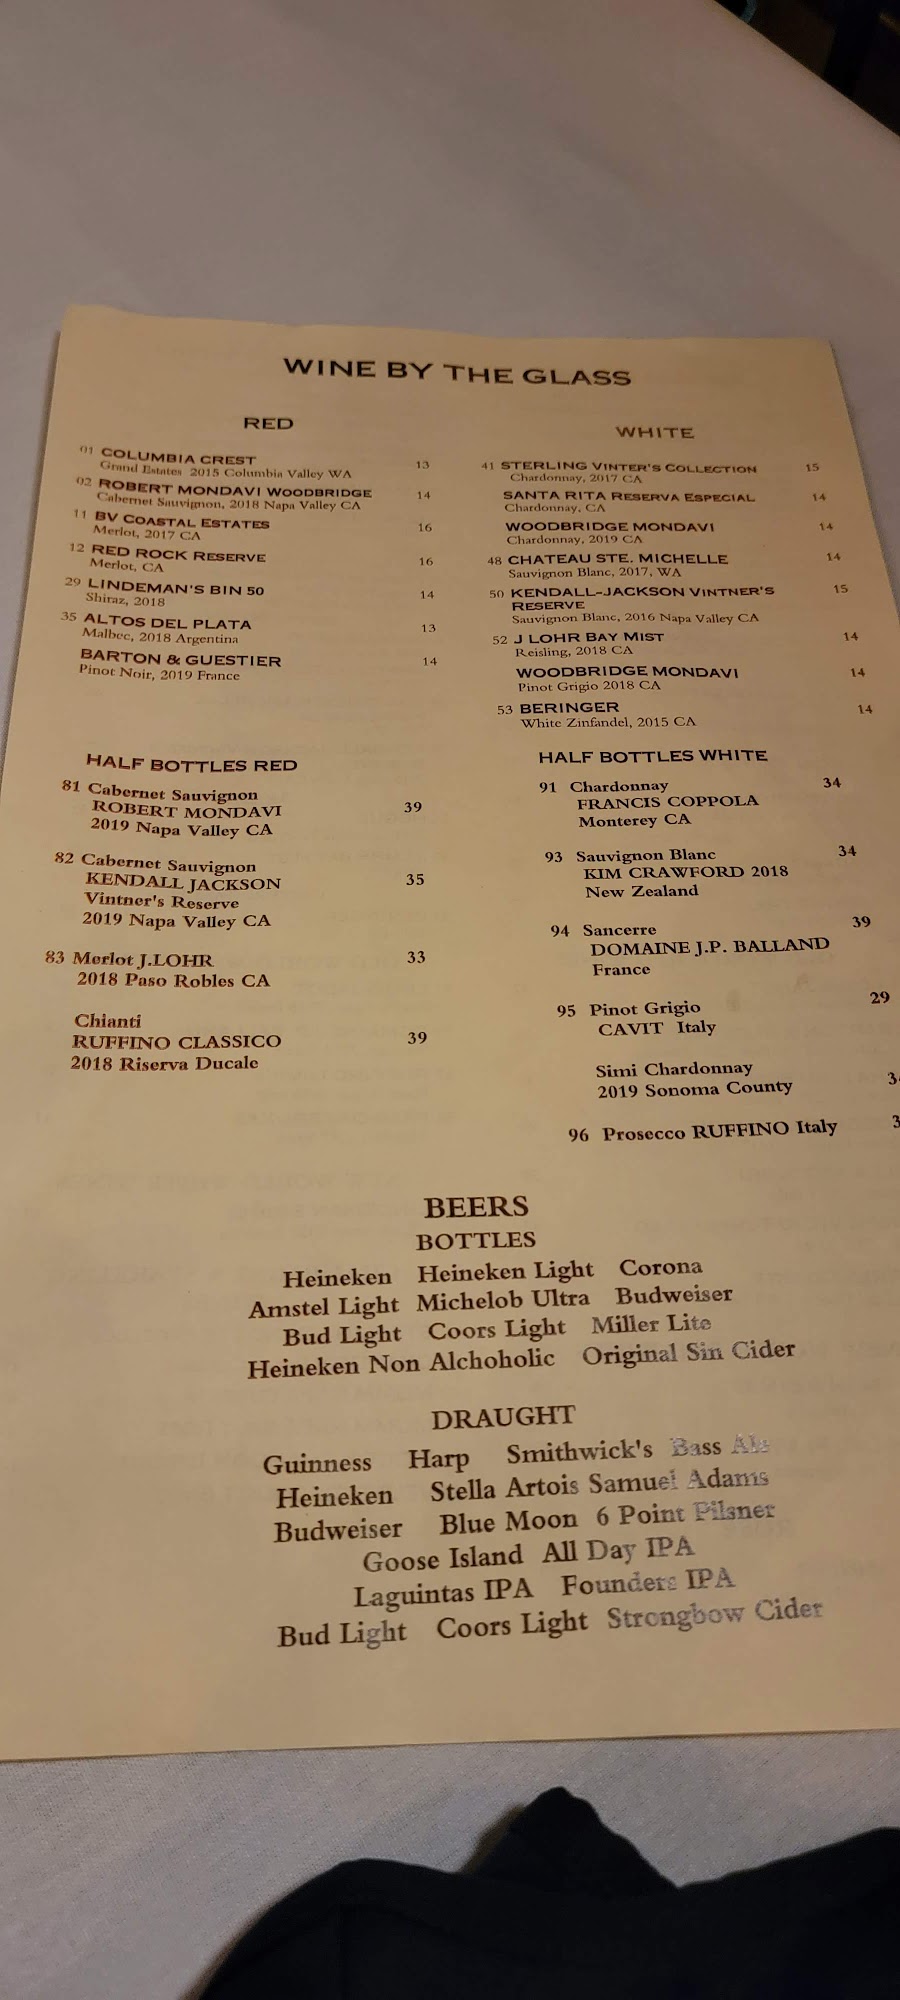 WINE BY THE GLASS
RED
01 COLUMBIA CREST 13
Grand Estates 2015 Columbia Valley WA
02 ROBERT MONDAVI WOODBRIDGE 14
Cabernet Sauvignon, 2018 Napa Valley CA
11 BV COASTAL ESTATES 16
Merlot, 2017 CA
12 RED ROCK RESERVE 16
Merlot, CA
29 LINDEMAN'S BIN 50 14
Shiraz, 2018
35 ALTOS DEL PLATA 13
Malbec, 2018 Argentina
BARTON & GUESTIER 14
Pinot Noir, 2019 France
WHITE
41 STERLING VINTER'S COLLECTION 15
Chardonnay, 2017 CA
SANTA RITA RESERVA ESPECIAL 14
Chardonnay, CA
WOODBRIDGE MONDAVI 14
Chardonnay, 2019 CA
48 CHATEAU STE. MICHELLE 14
Sauvignon Blanc, 2017, WA
50 KENDALL-JACKSON VINTNER'S 15
RESERVE
Sauvignon Blanc, 2016 Napa Valley CA
52 J LOHR BAY MIST 14
Reisling, 2018 CA
WOODBRIDGE MONDAVI 14
Pinot Grigio 2018 CA
53 BERINGER 14
White Zinfandel, 2015 CA
HALF BOTTLES RED
81 Cabernet Sauvignon
ROBERT MONDAVI 39
2019 Napa Valley CA
82 Cabernet Sauvignon
KENDALL JACKSON 35
Vintner's Reserve
2019 Napa Valley CA
83 Merlot J.LOHR 33
2018 Paso Robles CA
Chianti
RUFFINO CLASSICO 39
2018 Riserva Ducale
HALF BOTTLES WHITE
91 Chardonnay 34
FRANCIS COPPOLA
Monterey CA
93 Sauvignon Blanc 34
KIM CRAWFORD 2018
New Zealand
94 Sancerre 39
DOMAINE J.P. BALLAND
France
95 Pinot Grigio 29
CAVIT Italy
Simi Chardonnay
2019 Sonoma County
96 Prosecco RUFFINO Italy
BEERS
BOTTLES
Heineken Heineken Light Corona
Amstel Light Michelob Ultra Budweiser
Bud Light Coors Light Miller Lite
Heineken Non Alchoholic Original Sin Cider
DRAUGHT
Guinness Harp Smithwick's Bass Ale
Heineken Stella Artois Samuel Adams
Budweiser Blue Moon 6 Point Pilsner
Goose Island All Day IPA
Laguintas IPA Founders IPA
Bud Light Coors Light Strongbow Cider